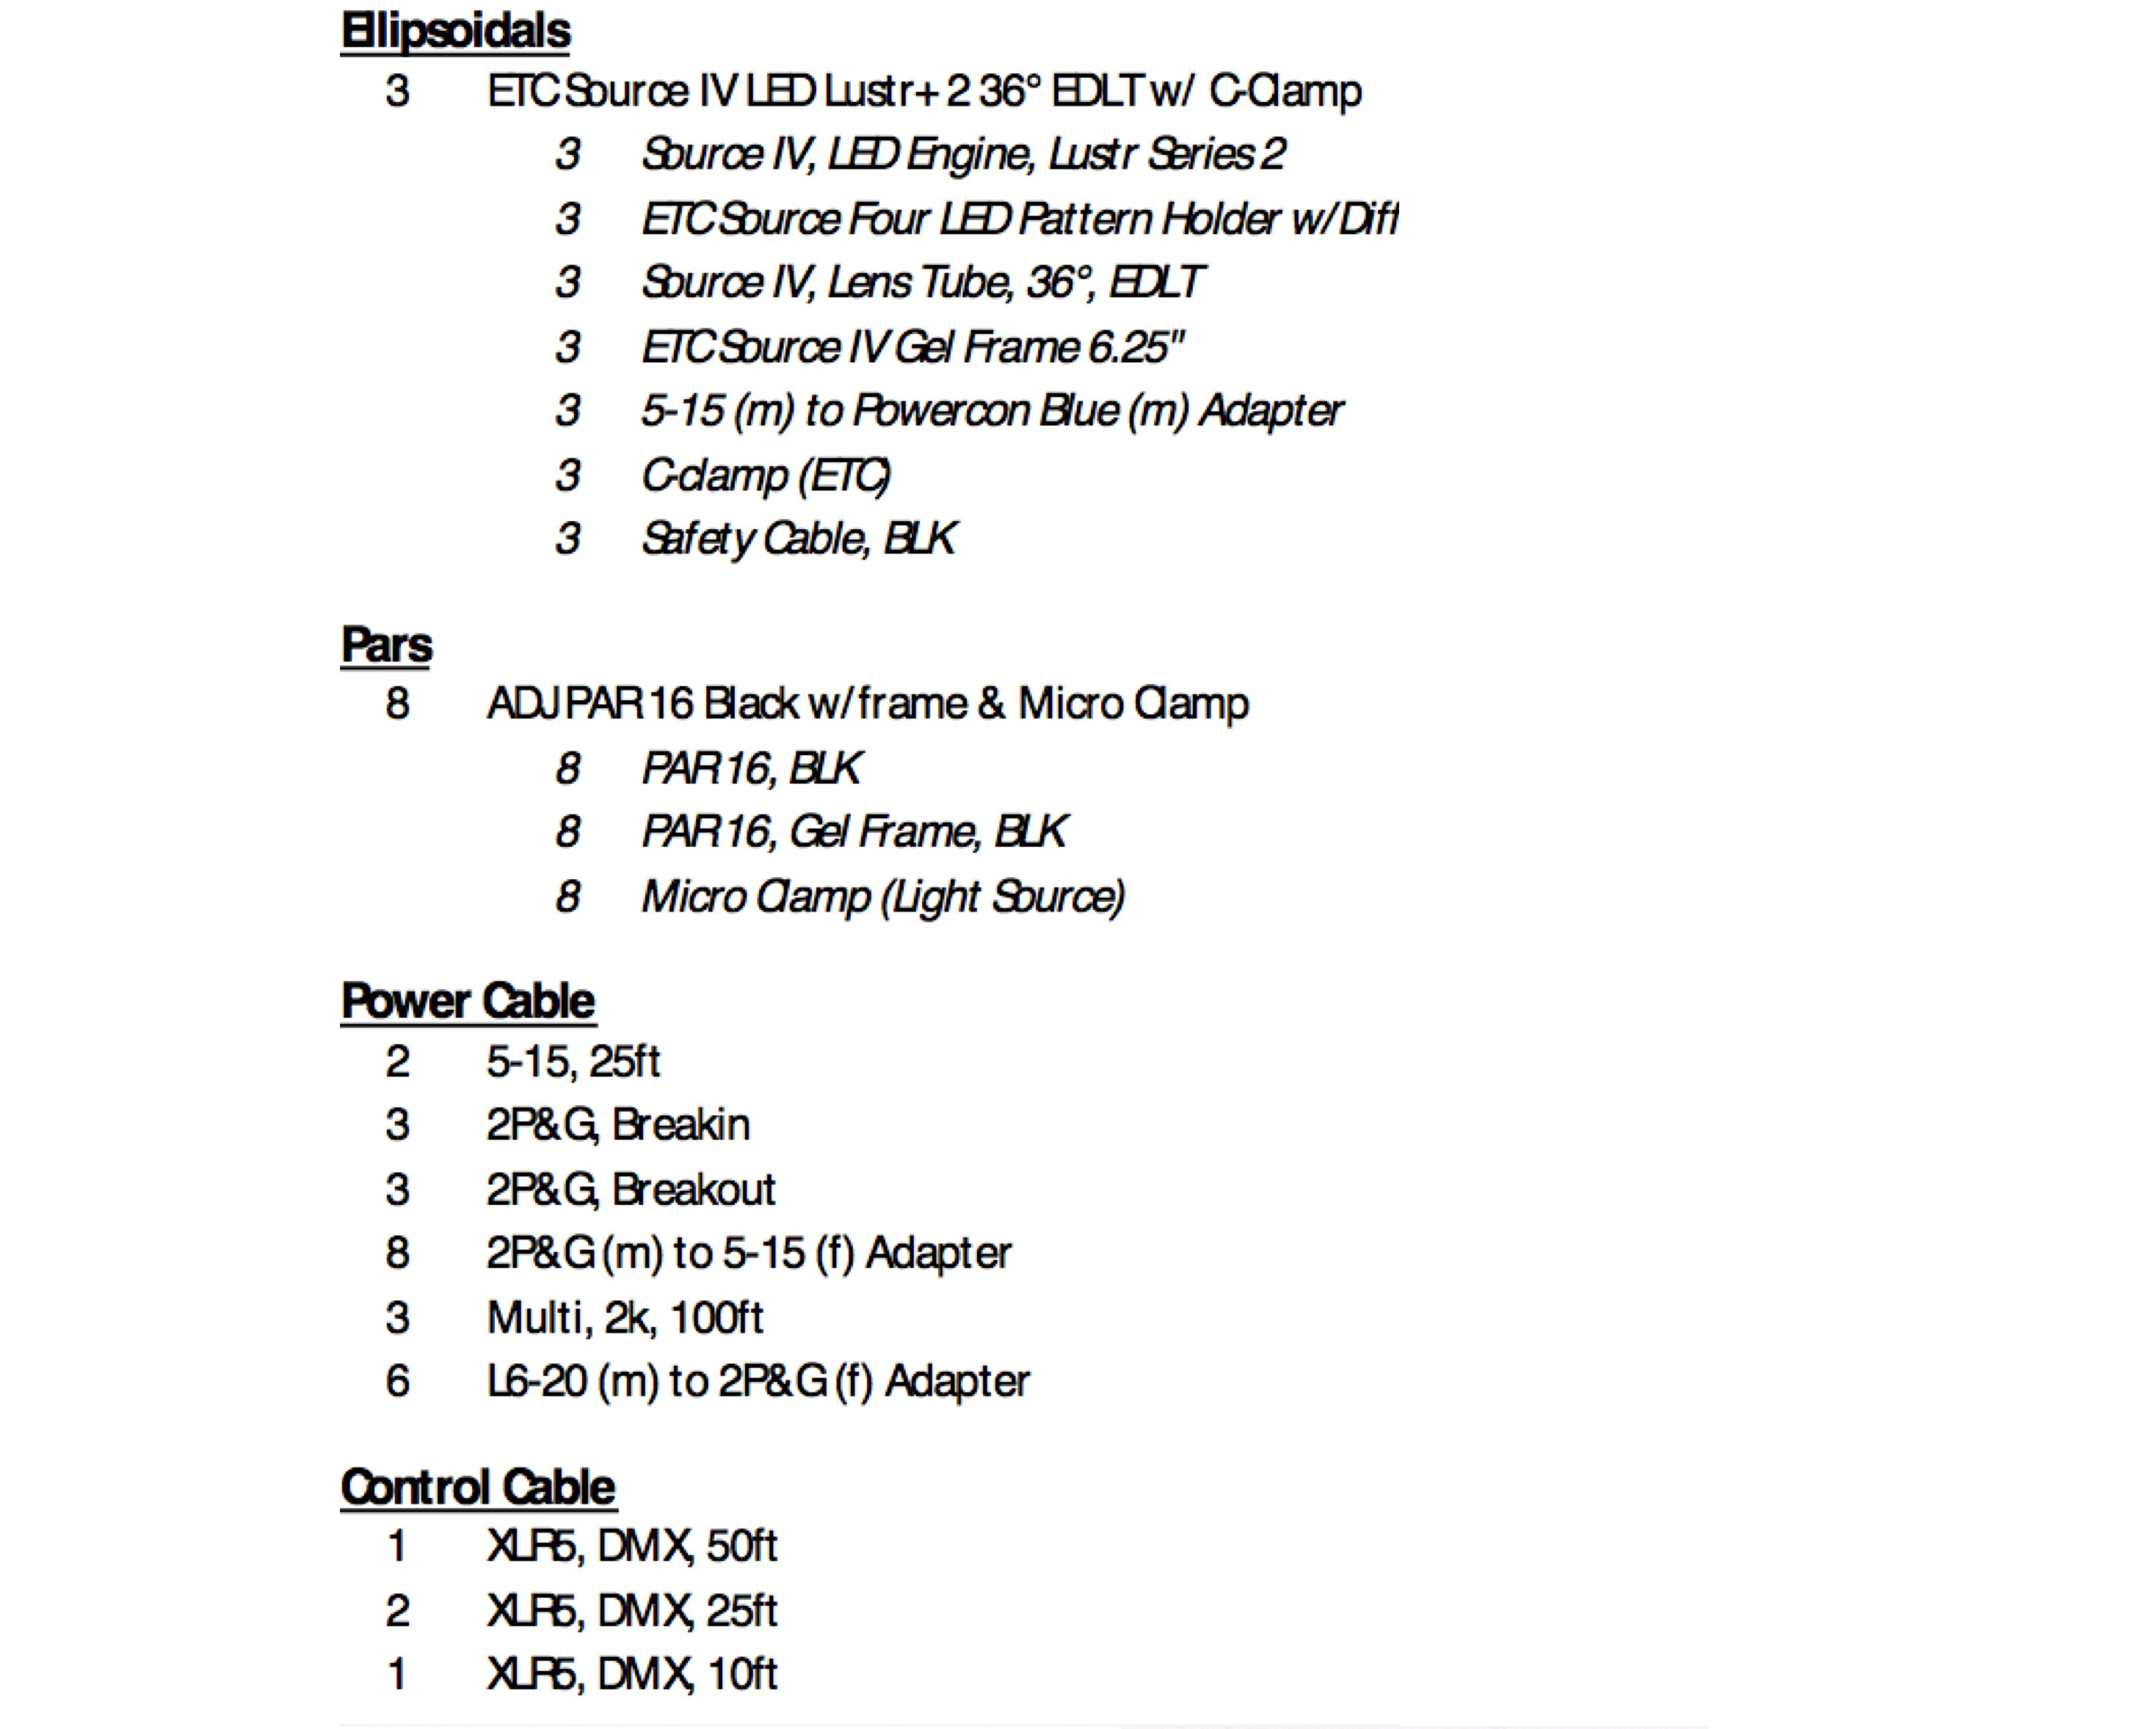 Ellipsoidals
3 ETC Source IV LED Lustr+ 2 36° EDLT w/ C-Clamp
3 Source IV, LED Engine, Lustr Series 2
3 ETC Source Four LED Pattern Holder w/Diff
3 Source IV, Lens Tube, 36°, EDLT
3 ETC Source IV Gel Frame 6.25"
3 5-15 (m) to Powercon Blue (m) Adapter
3 C-clamp (ETC)
3 Safety Cable, BLK
Pars
8 ADJ PAR 16 Black w/frame & Micro Clamp
8 PAR 16, BLK
8 PAR 16, Gel Frame, BLK
8 Micro Clamp (Light Source)
Power Cable
2 5-15, 25ft
3 2P&G, Breakin
3 2P&G, Breakout
8 2P&G (m) to 5-15 (f) Adapter
3 Multi, 2k, 100ft
6 L6-20 (m) to 2P&G (f) Adapter
Control Cable
1 XLR5, DMX, 50ft
2 XLR5, DMX, 25ft
1 XLR5, DMX, 10ft